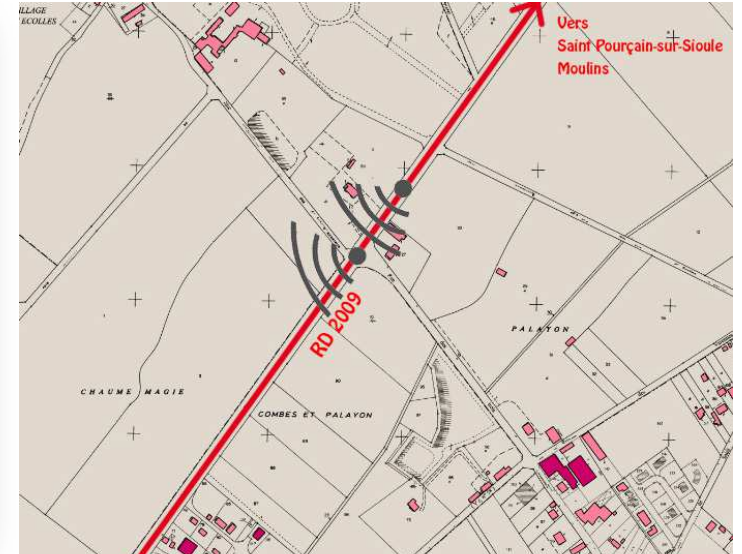 ILLAGE
ECOLLES
Vers
Saint Pourçain-sur-Sioule
Moulins
RD 2009
PALAYON
CHAUME MAGIE
COMBES ET PALAYON